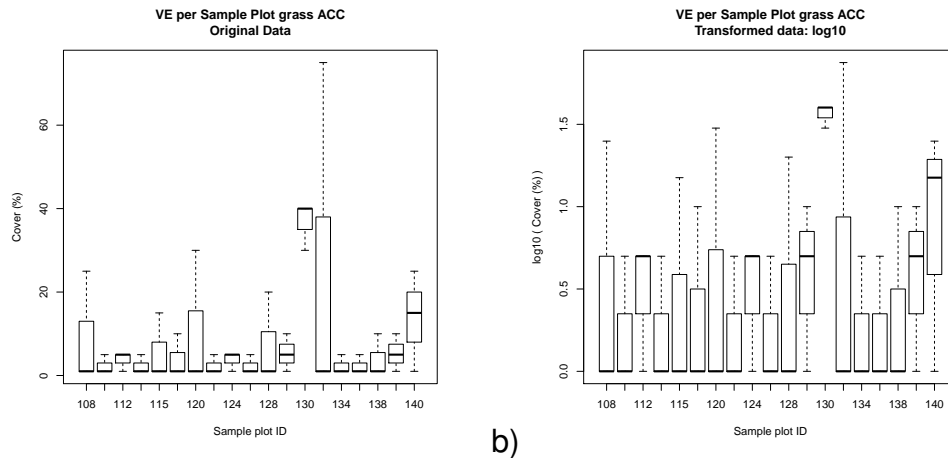 VE per Sample Plot grass ACC
Original Data
Cover (%)
60
40
20
0
108 112 115 120 124 128 130 134 138 140
Sample plot ID
b)
VE per Sample Plot grass ACC
Transformed data: log10
log10 ( Cover (%) )
1.5
1.0
0.5
0.0
108 112 115 120 124 128 130 134 138 140
Sample plot ID